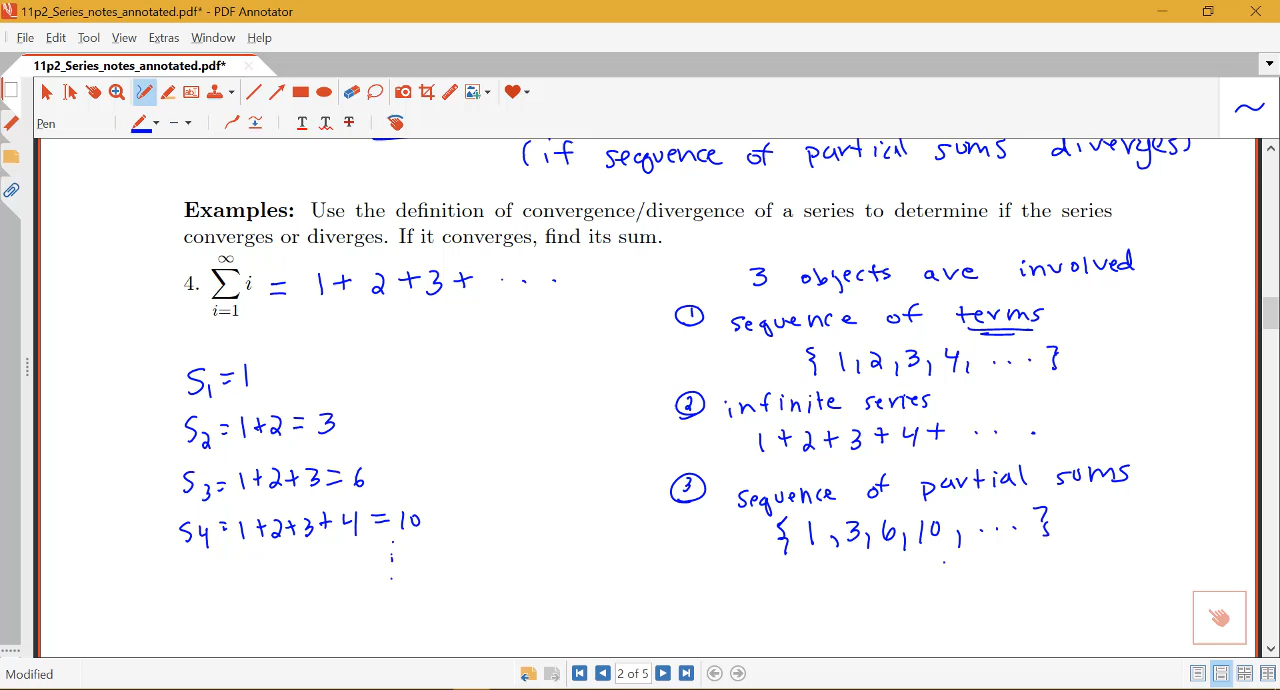 11p2_Series_notes_annotated.pdf* - PDF Annotator
File Edit Tool View Extras Window Help
11p2_Series_notes_annotated.pdf*
Pen
(if sequence of partial sums diverges)
Examples: Use the definition of convergence/divergence of a series to determine if the series
converges or diverges. If it converges, find its sum.
4. ∑_{i=1}^{∞} i = 1 + 2 + 3 + ...
S₁ = 1
S₂ = 1+2 = 3
S₃ = 1+2+3 = 6
S4 = 1+2+3+4 = 10
⋮
3 objects are involved
① sequence of terms
{ 1, 2, 3, 4, ... }
② infinite series
1 + 2 + 3 + 4 + ...
③ sequence of partial sums
{ 1, 3, 6, 10, ... }
Modified
2 of 5